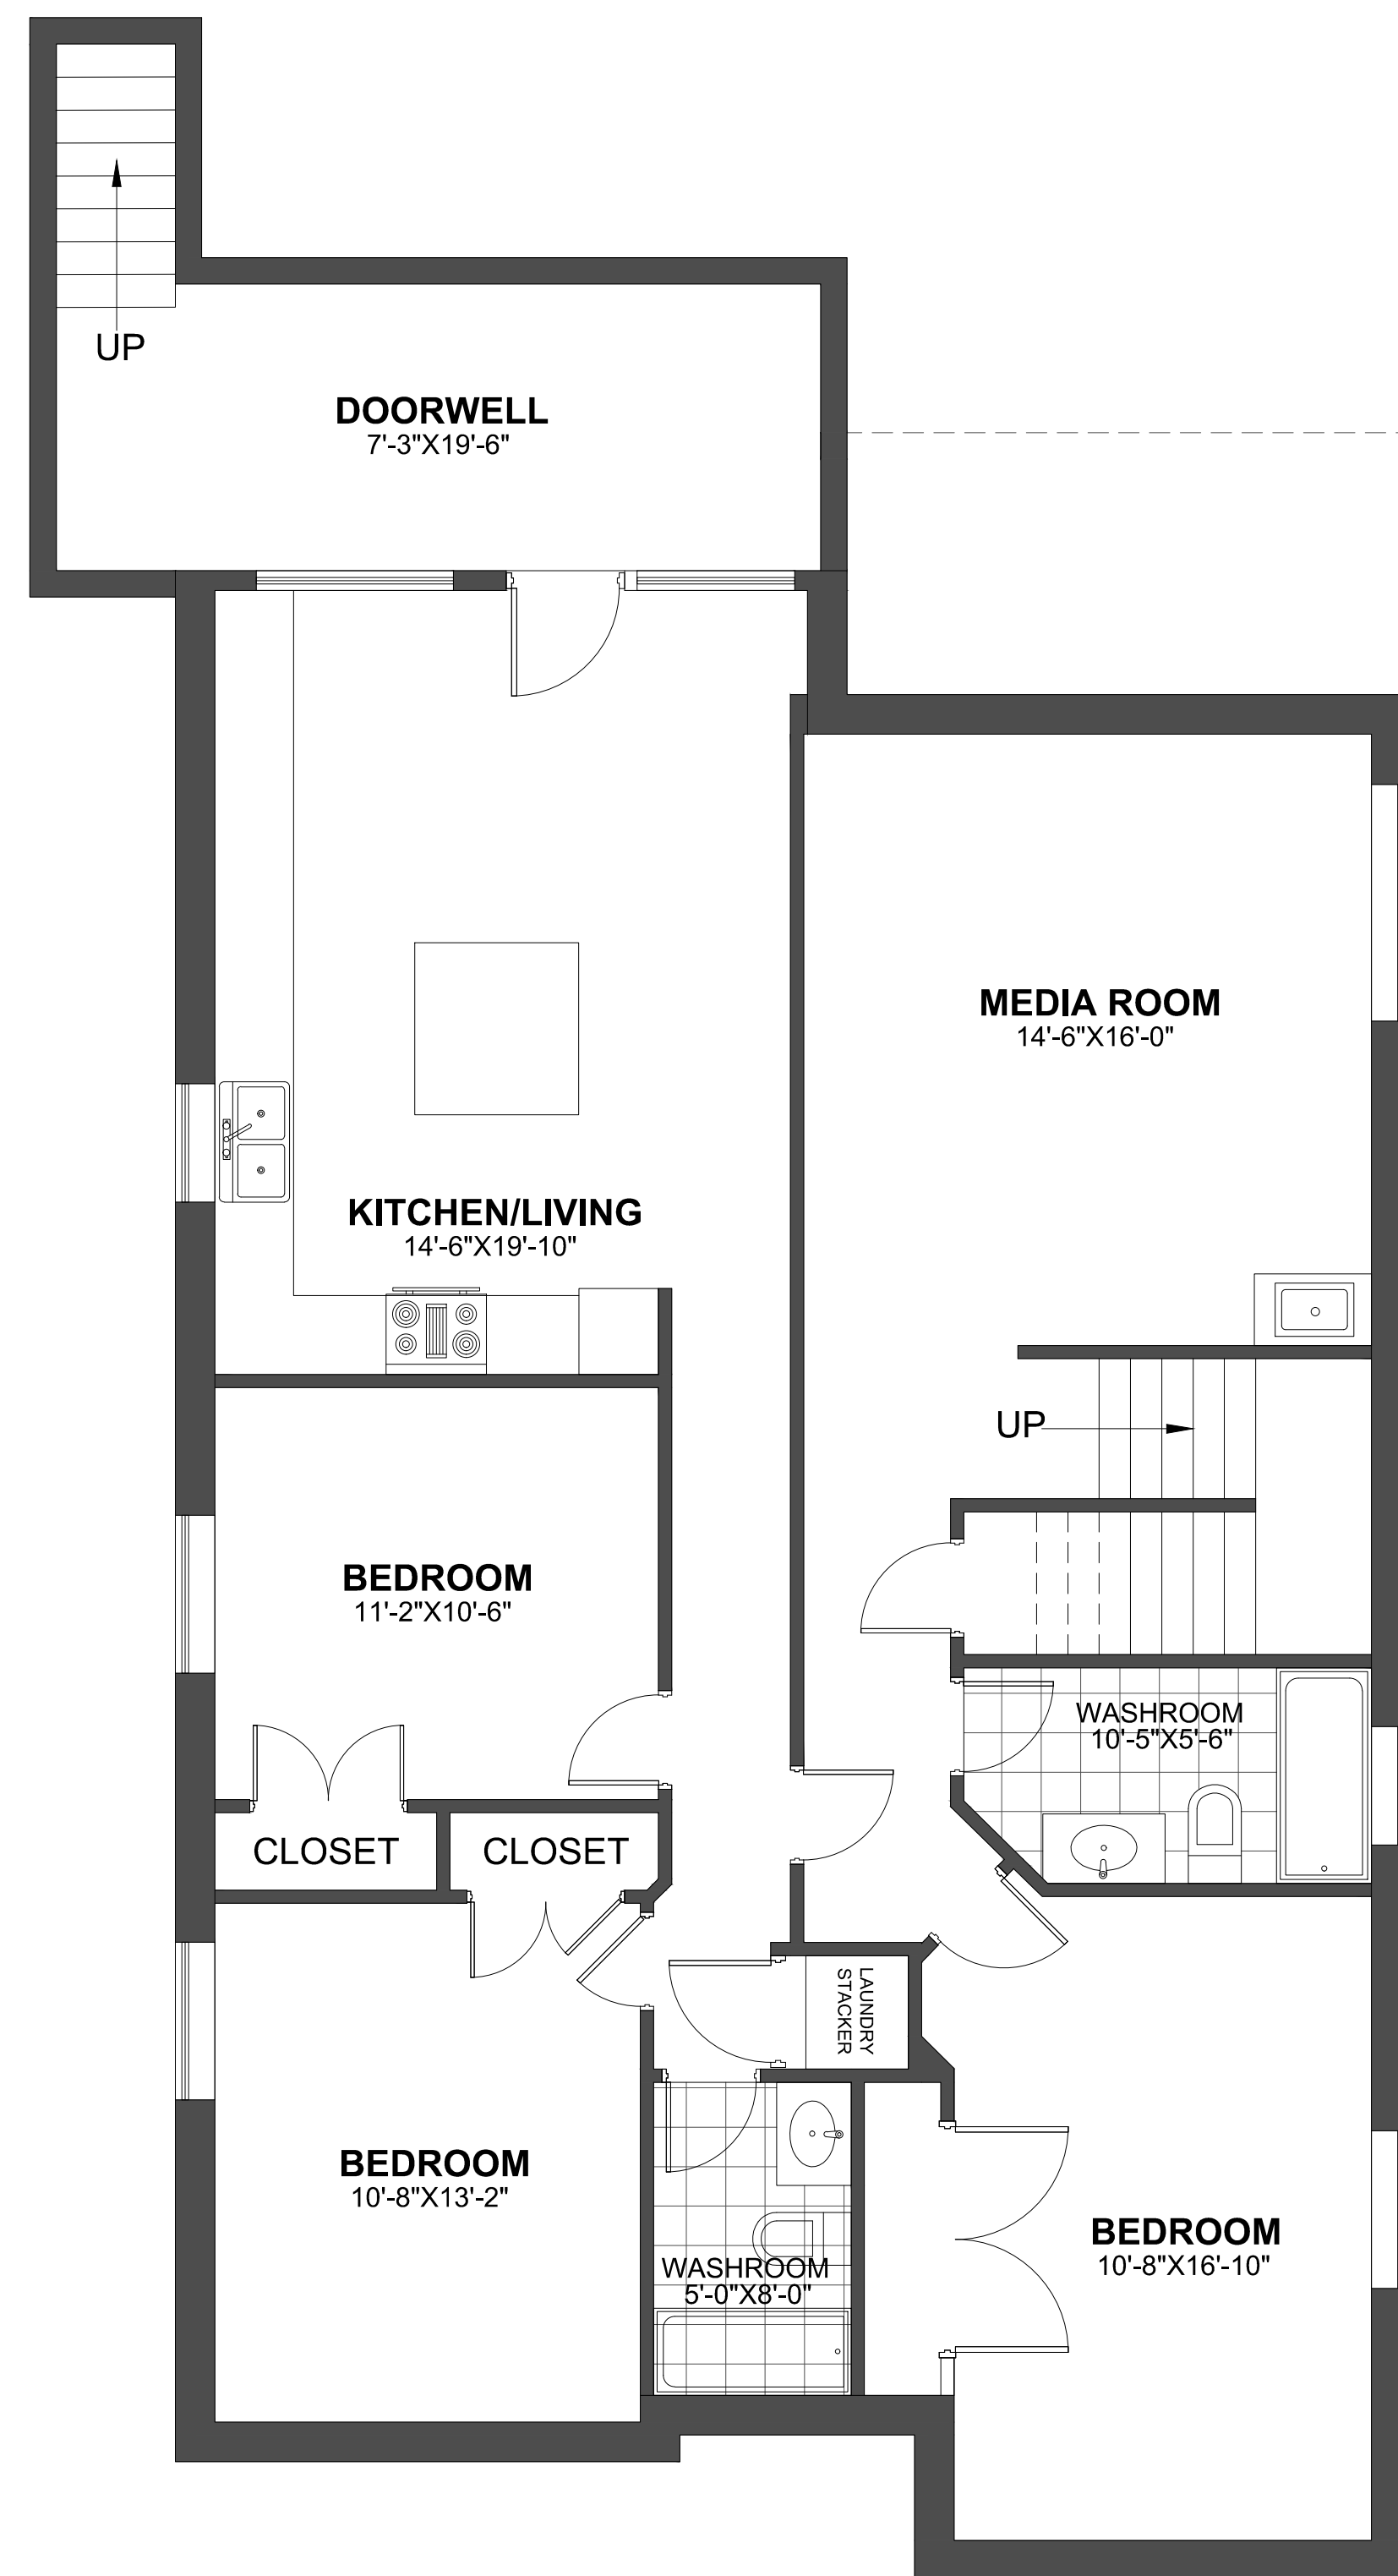 UP
DOORWELL
7'-3"X19'-6"
MEDIA ROOM
14'-6"X16'-0"
KITCHEN/LIVING
14'-6"X19'-10"
UP
BEDROOM
11'-2"X10'-6"
WASHROOM
10'-5"X5'-6"
CLOSET
CLOSET
LAUNDRY
STACKER
BEDROOM
10'-8"X13'-2"
BEDROOM
10'-8"X16'-10"
WASHROOM
5'-0"X8'-0"